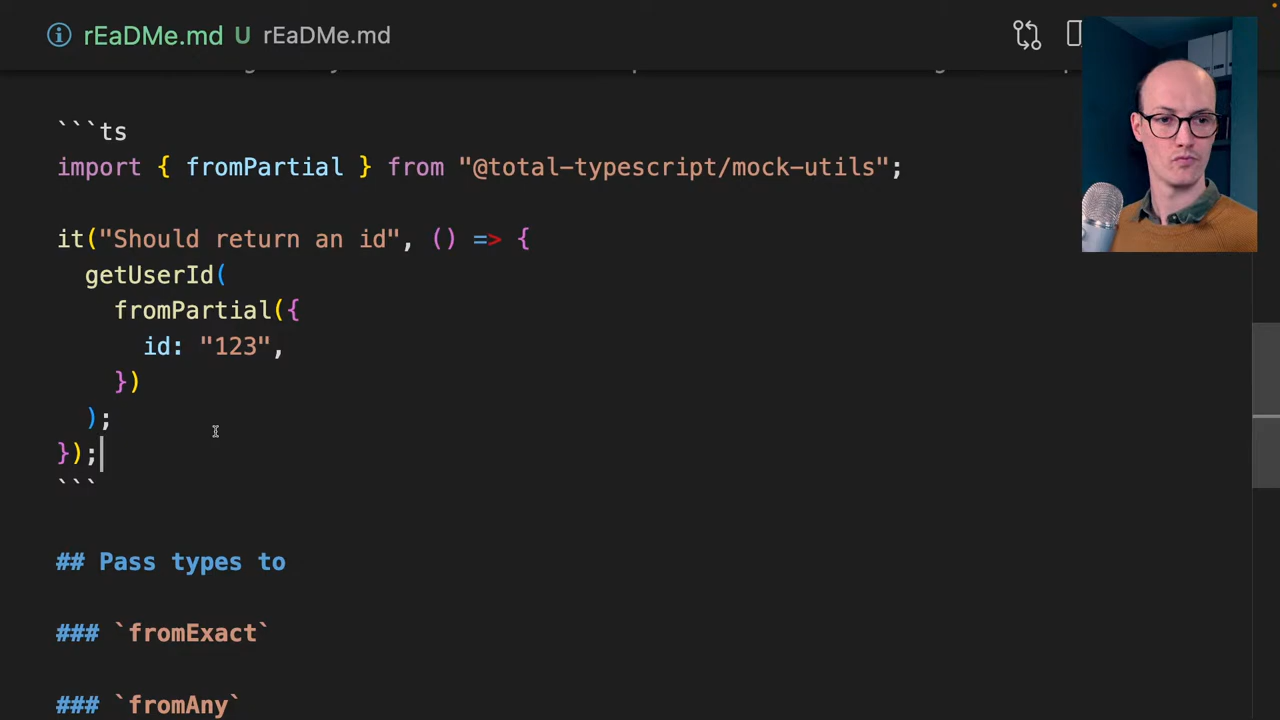 rEaDMe.md U rEaDMe.md
```ts
import { fromPartial } from "@total-typescript/mock-utils";
it("Should return an id", () => {
getUserId(
fromPartial({
id: "123",
})
);
});
```
## Pass types to
### `fromExact`
### `fromAny`